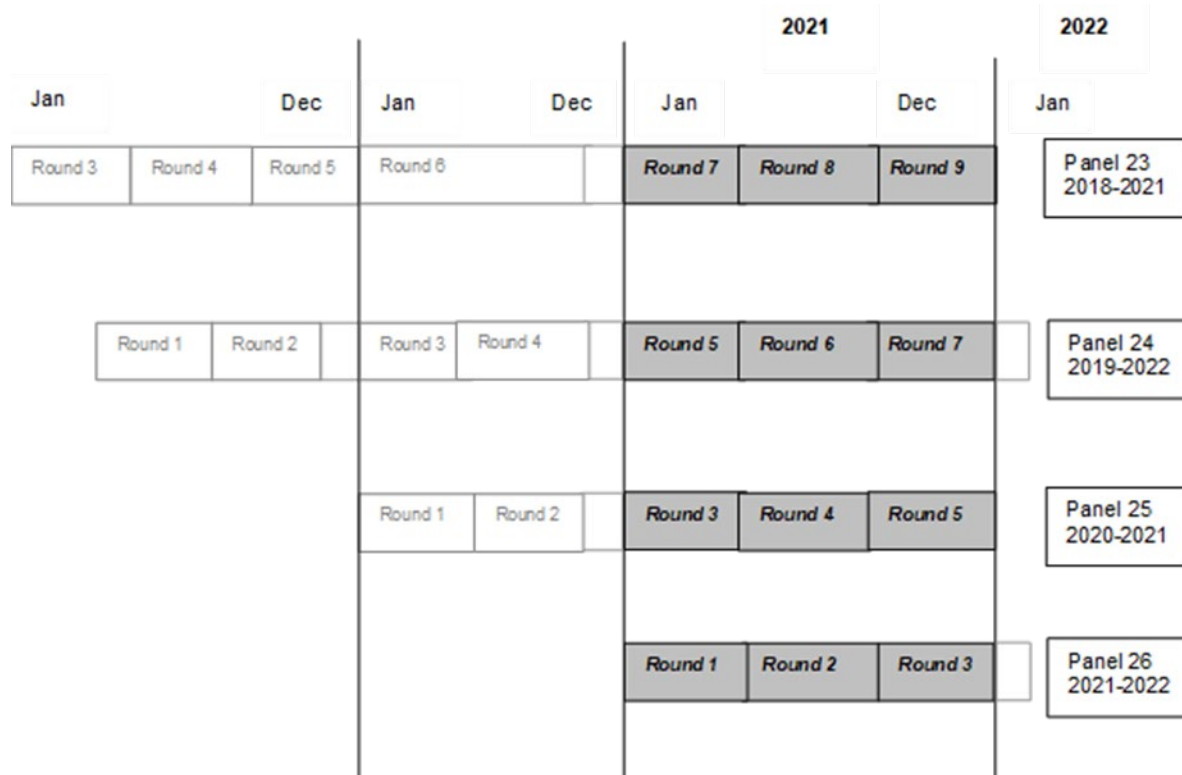 2021 2022
Jan Dec Jan Dec Jan Dec Jan
Round 3 Round 4 Round 5 Round 6 Round 7 Round 8 Round 9 Panel 23
2018-2021
Round 1 Round 2 Round 3 Round 4 Round 5 Round 6 Round 7 Panel 24
2019-2022
Round 1 Round 2 Round 3 Round 4 Round 5 Panel 25
2020-2021
Round 1 Round 2 Round 3 Panel 26
2021-2022